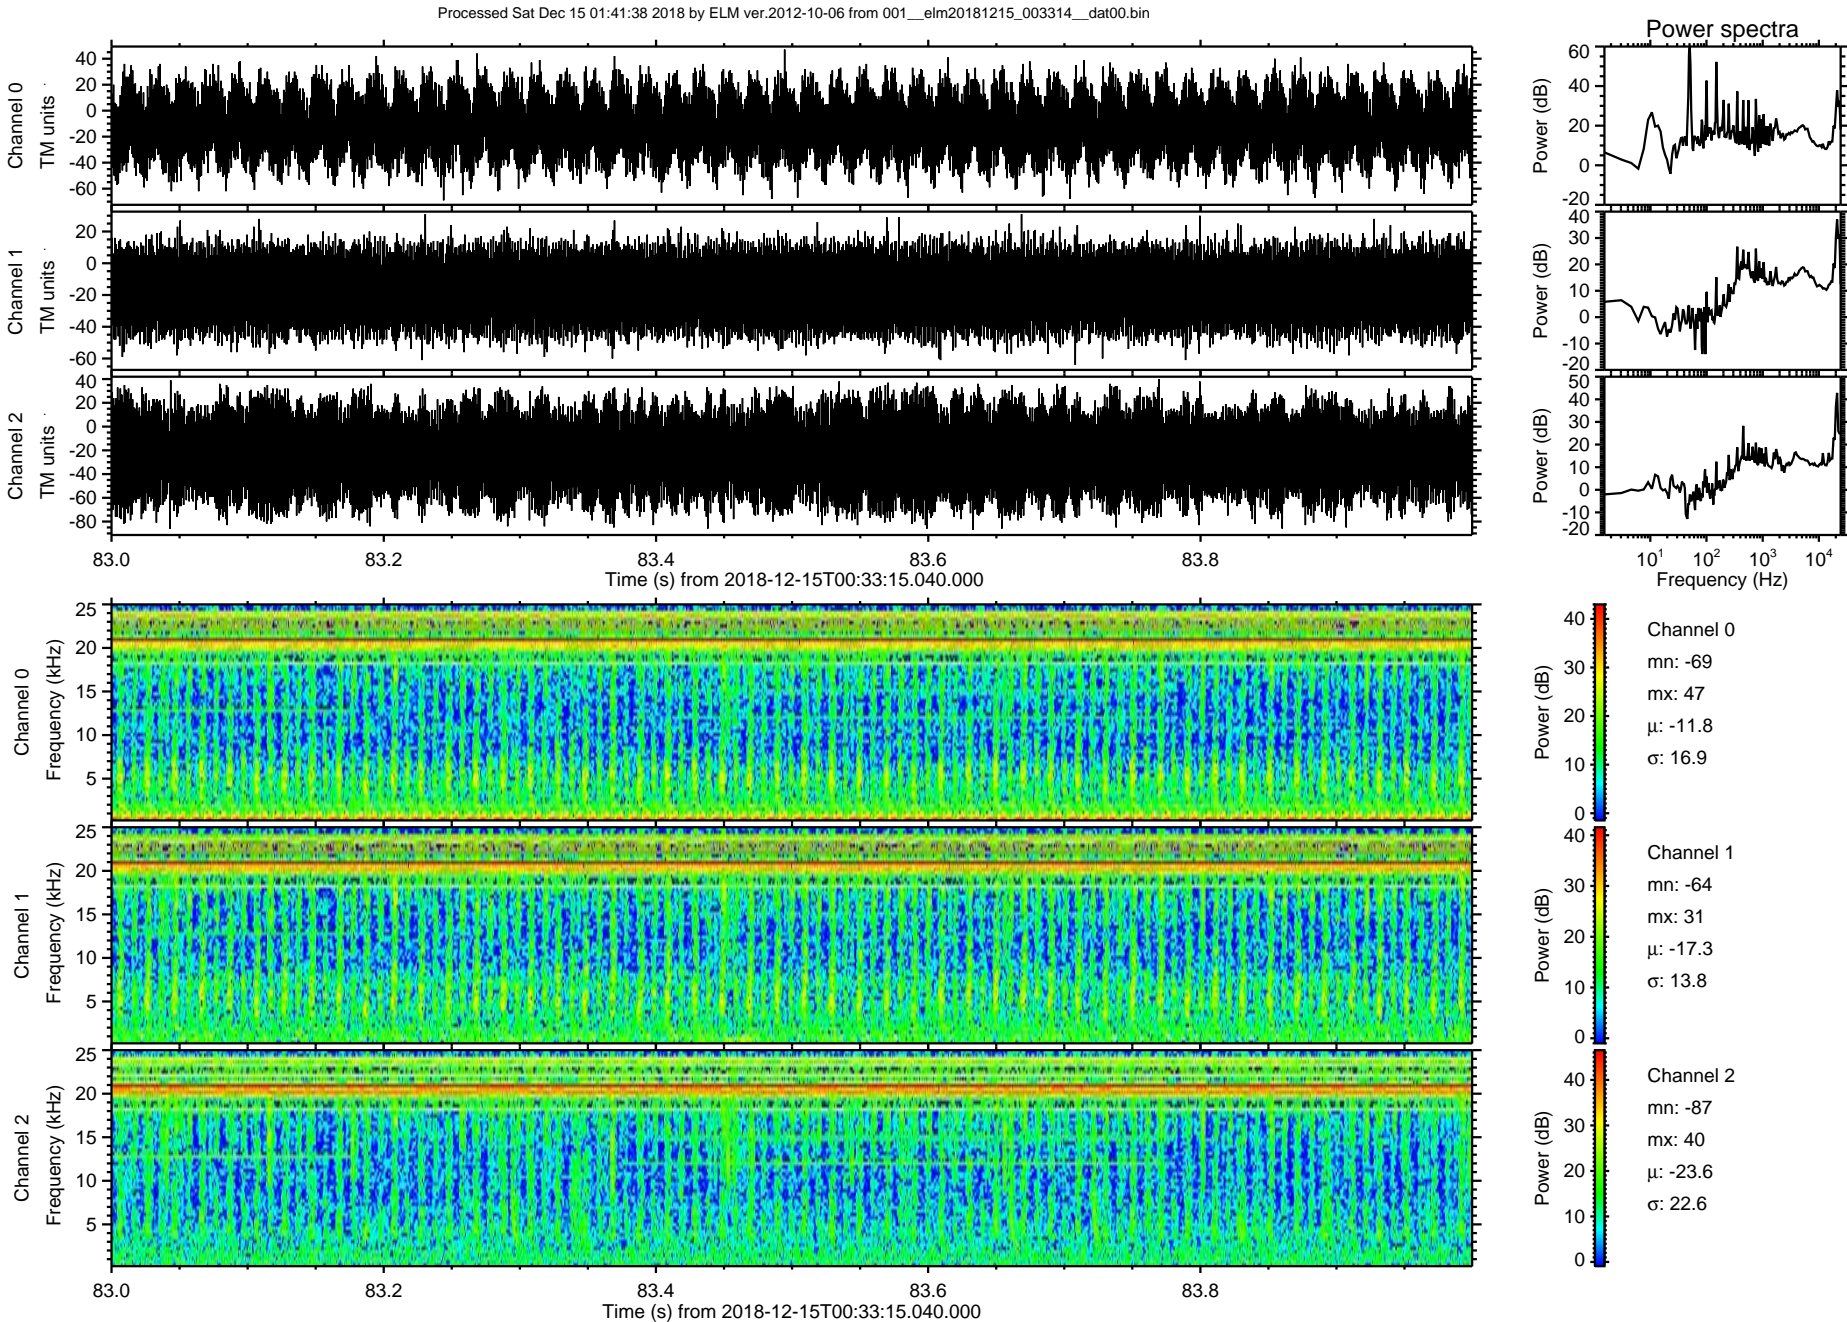 Processed Sat Dec 15 01:41:38 2018 by ELM ver.2012-10-06 from 001__elm20181215_003314__dat00.bin
Power spectra
Channel 0
TM units
40
20
0
-20
-40
-60
Power (dB)
60
40
20
0
-20
Channel 1
TM units
20
0
-20
-40
-60
Power (dB)
40
30
20
10
0
-10
-20
Channel 2
TM units
40
20
0
-20
-40
-60
-80
Power (dB)
50
40
30
20
10
0
-10
-20
83.0 83.2 83.4 83.6 83.8
Time (s) from 2018-12-15T00:33:15.040.000
10^1 10^2 10^3 10^4
Frequency (Hz)
Channel 0
Frequency (kHz)
25
20
15
10
5
Power (dB)
40
30
20
10
0
Channel 0
mn: -69
mx: 47
μ: -11.8
σ: 16.9
Channel 1
Frequency (kHz)
25
20
15
10
5
Power (dB)
40
30
20
10
0
Channel 1
mn: -64
mx: 31
μ: -17.3
σ: 13.8
Channel 2
Frequency (kHz)
25
20
15
10
5
Power (dB)
40
30
20
10
0
Channel 2
mn: -87
mx: 40
μ: -23.6
σ: 22.6
83.0 83.2 83.4 83.6 83.8
Time (s) from 2018-12-15T00:33:15.040.000